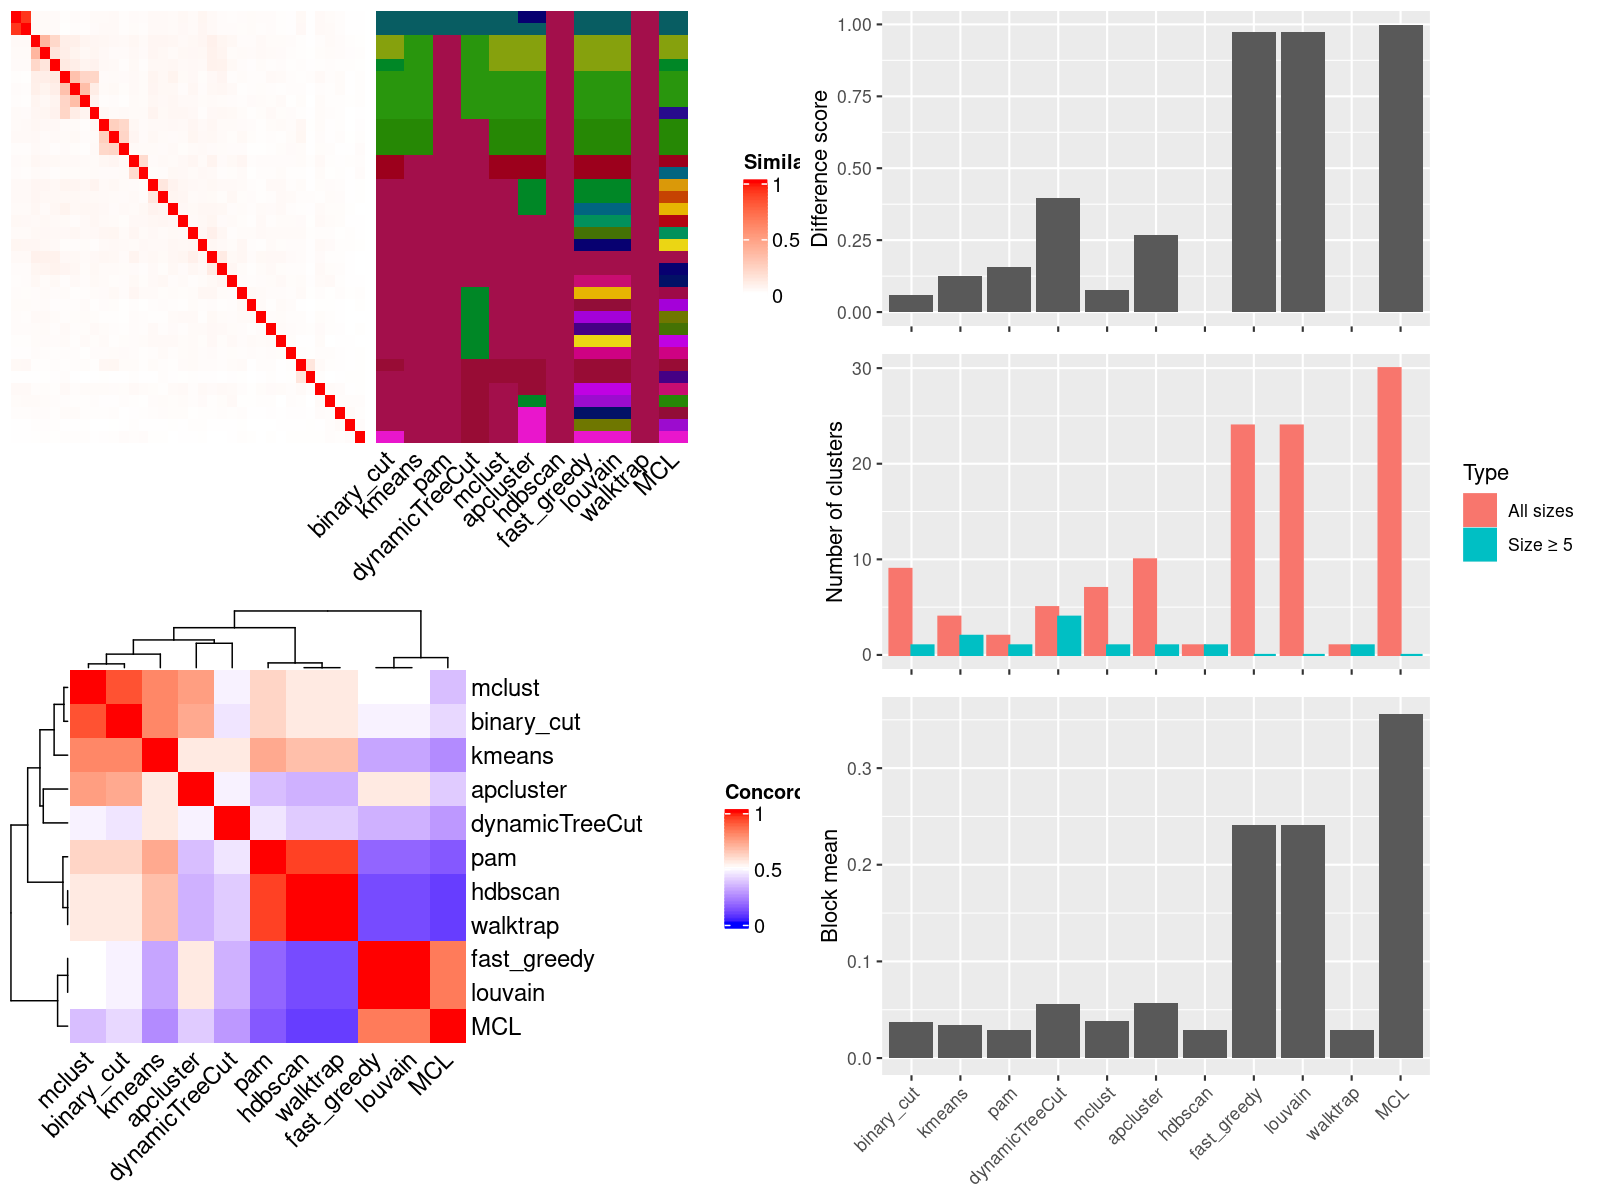 Simila
1
0.5
0
binary_cut
kmeans
pam
dynamicTreeCut
mclust
apcluster
hdbscan
fast_greedy
louvain
walktrap
MCL
mclust
binary_cut
kmeans
apcluster
dynamicTreeCut
pam
hdbscan
walktrap
fast_greedy
louvain
MCL
mclust
binary_cut
kmeans
apcluster
dynamicTreeCut
pam
hdbscan
walktrap
fast_greedy
louvain
MCL
Concord
1
0.5
0
Difference score
1.00
0.75
0.50
0.25
0.00
Number of clusters
30
20
10
0
Type
All sizes
Size ≥ 5
Block mean
0.3
0.2
0.1
0.0
binary_cut
kmeans
pam
dynamicTreeCut
mclust
apcluster
hdbscan
fast_greedy
louvain
walktrap
MCL